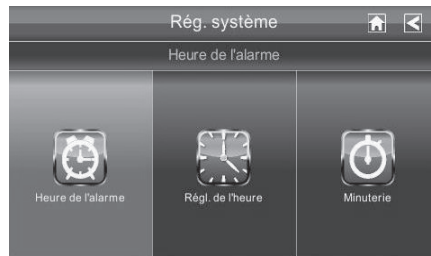 Rég. système
Heure de l'alarme
Heure de l'alarme
Régl. de l'heure
Minuterie